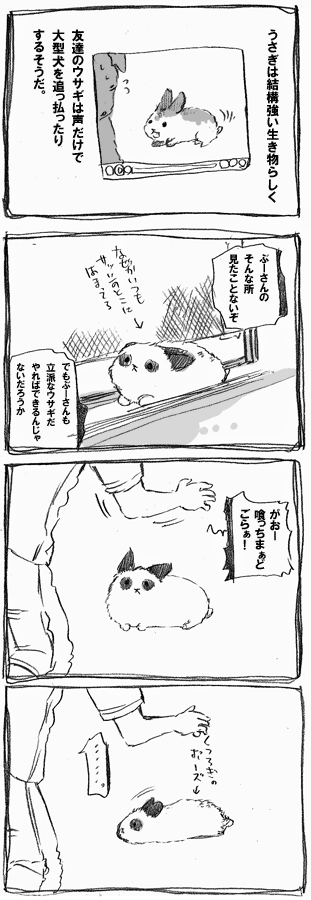 うさぎは結構強い生き物らしく
友達のウサギは声だけで
大型犬を追っ払ったり
するそうだ。
ぷーさんの
そんな所
見たことないぞ
なぜかいつも
サッシのとこに
はまってる
でもぷーさんも
立派なウサギだ
やればできるんじゃ
ないだろうか
がおー
喰っちまぁど
ごらぁ!
くつろぎの
ポーズ